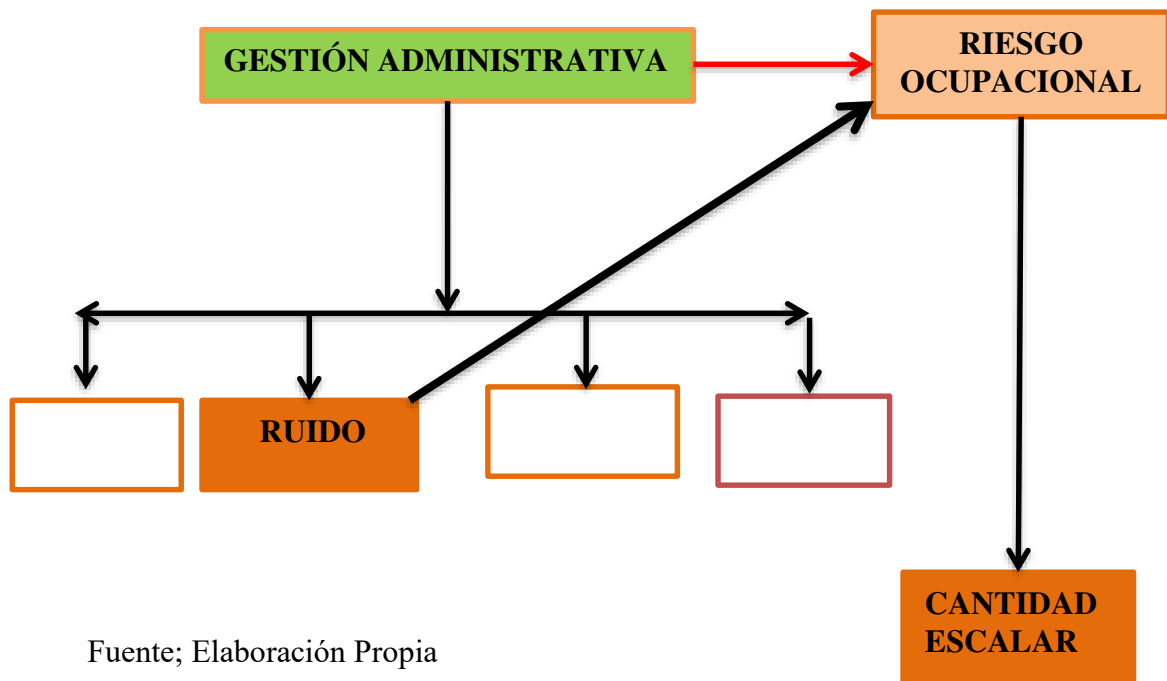 GESTIÓN ADMINISTRATIVA
RIESGO
OCUPACIONAL
RUIDO
CANTIDAD
ESCALAR
Fuente; Elaboración Propia